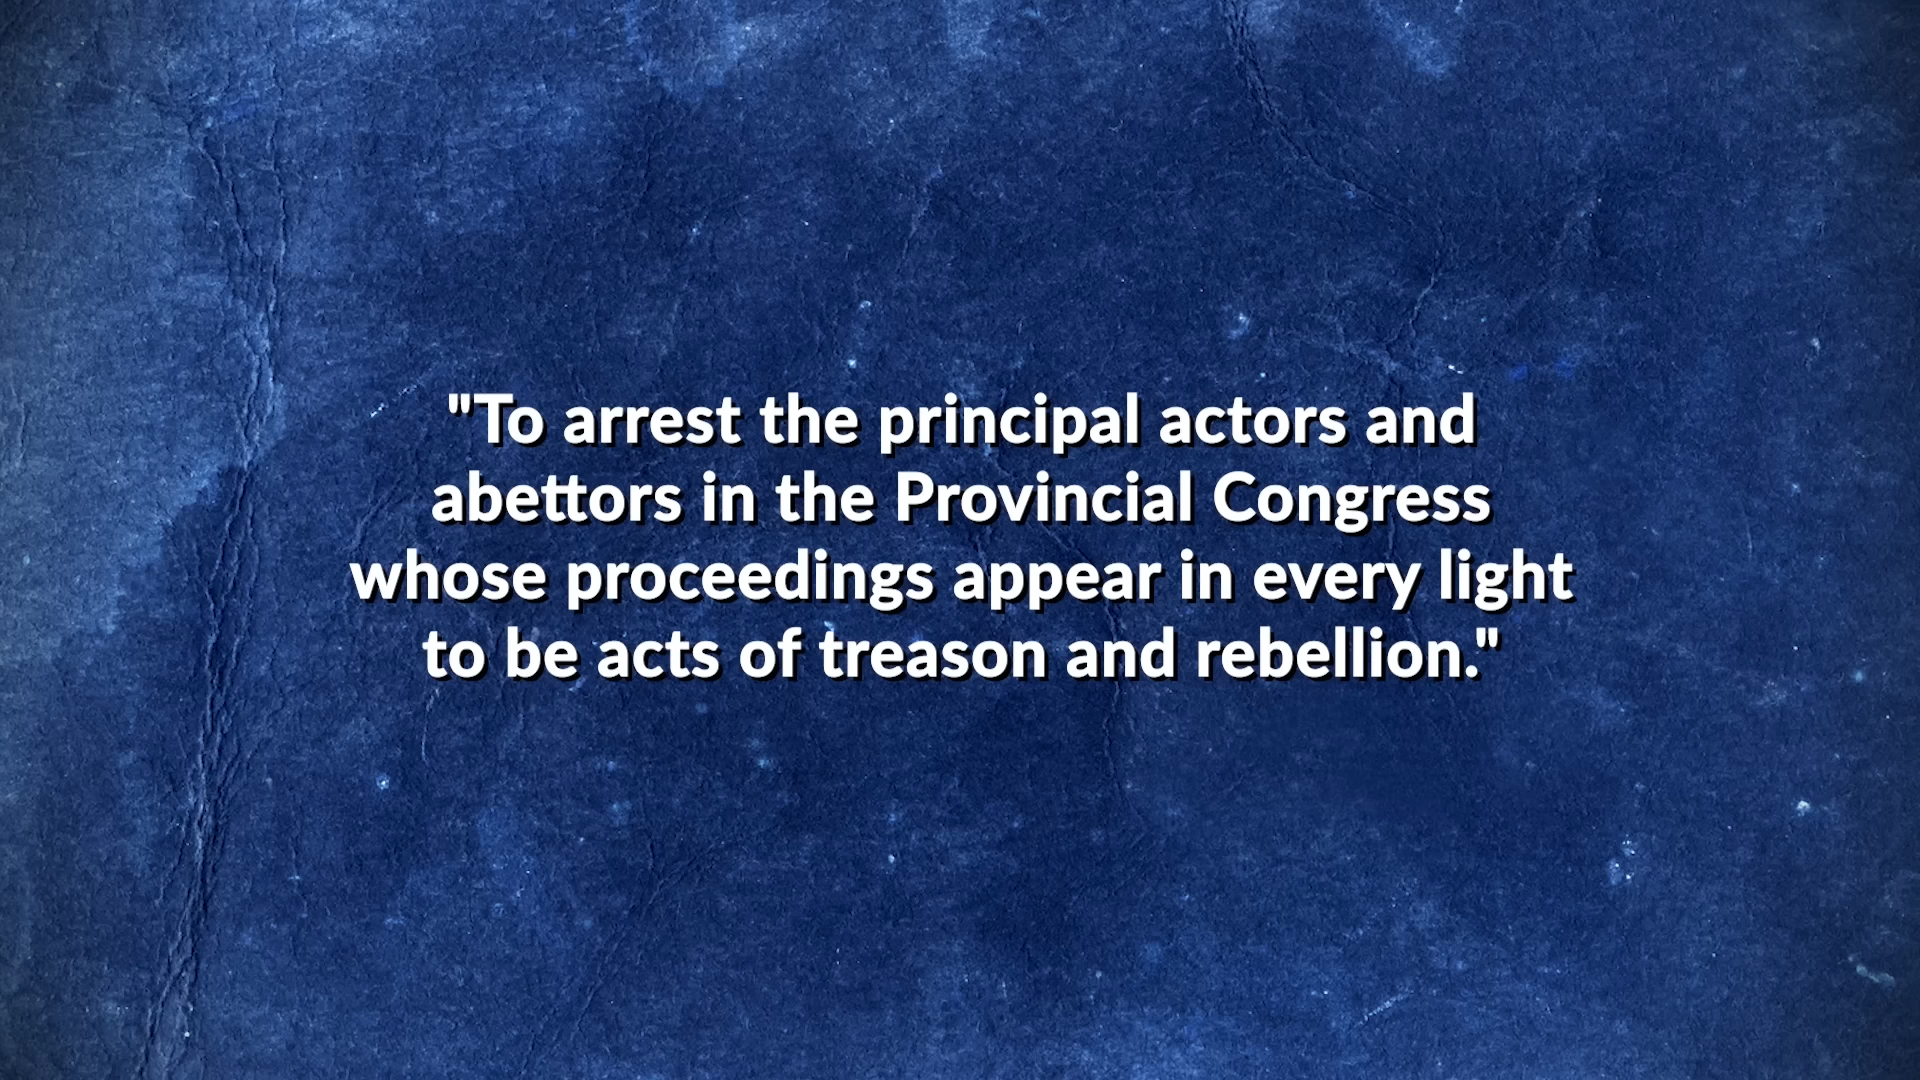 "To arrest the principal actors and
abettors in the Provincial Congress
whose proceedings appear in every light
to be acts of treason and rebellion."